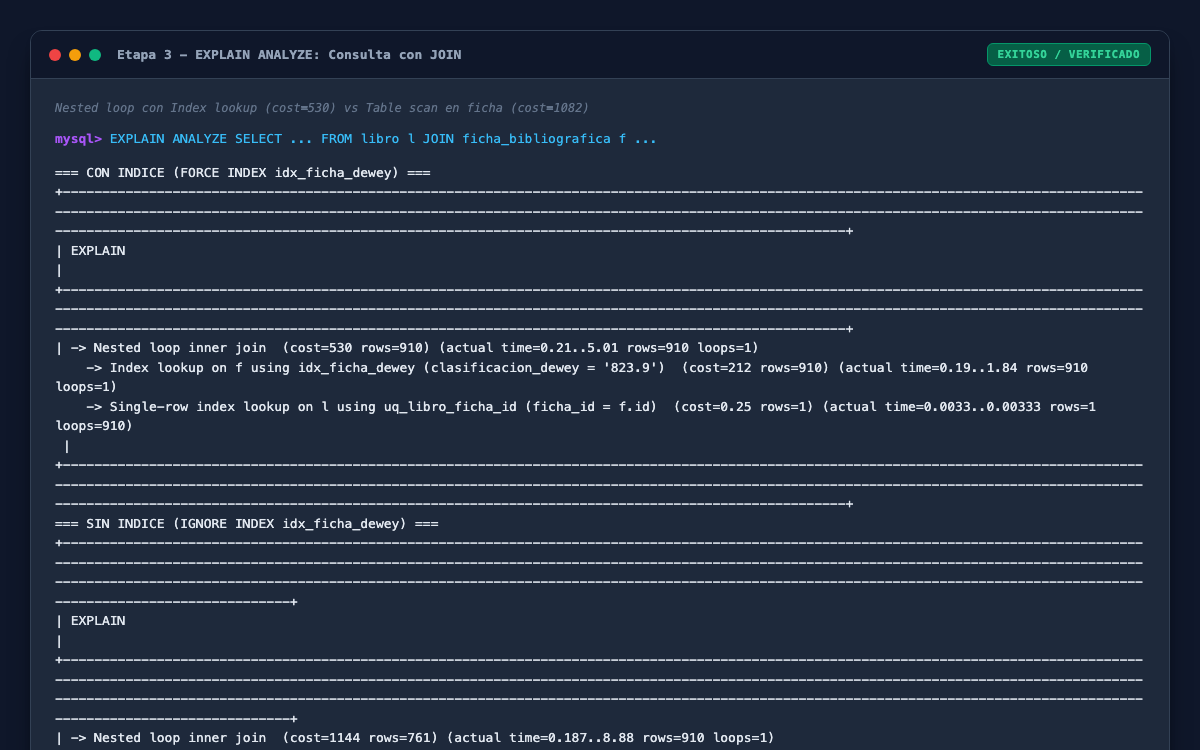 Etapa 3 — EXPLAIN ANALYZE: Consulta con JOIN
EXITOSO / VERIFICADO
Nested loop con Index lookup (cost=530) vs Table scan en ficha (cost=1082)
mysql> EXPLAIN ANALYZE SELECT ... FROM libro l JOIN ficha_bibliografica f ...
=== CON INDICE (FORCE INDEX idx_ficha_dewey) ===
+------------------------------------------------------------------------------------------------------------------------------------------
-------------------------------------------------------------------------------------------------------------------------------------------
-----------------------------------------------------------------------------------------------------+
| EXPLAIN
|
+------------------------------------------------------------------------------------------------------------------------------------------
-------------------------------------------------------------------------------------------------------------------------------------------
-----------------------------------------------------------------------------------------------------+
| -> Nested loop inner join  (cost=530 rows=910) (actual time=0.21..5.01 rows=910 loops=1)
    -> Index lookup on f using idx_ficha_dewey (clasificacion_dewey = '823.9')  (cost=212 rows=910) (actual time=0.19..1.84 rows=910
loops=1)
    -> Single-row index lookup on l using uq_libro_ficha_id (ficha_id = f.id)  (cost=0.25 rows=1) (actual time=0.0033..0.00333 rows=1
loops=910)
 |
+------------------------------------------------------------------------------------------------------------------------------------------
-------------------------------------------------------------------------------------------------------------------------------------------
-----------------------------------------------------------------------------------------------------+
=== SIN INDICE (IGNORE INDEX idx_ficha_dewey) ===
+------------------------------------------------------------------------------------------------------------------------------------------
-------------------------------------------------------------------------------------------------------------------------------------------
-------------------------------------------------------------------------------------------------------------------------------------------
------------------------------+
| EXPLAIN
|
+------------------------------------------------------------------------------------------------------------------------------------------
-------------------------------------------------------------------------------------------------------------------------------------------
-------------------------------------------------------------------------------------------------------------------------------------------
------------------------------+
| -> Nested loop inner join  (cost=1144 rows=761) (actual time=0.187..8.88 rows=910 loops=1)